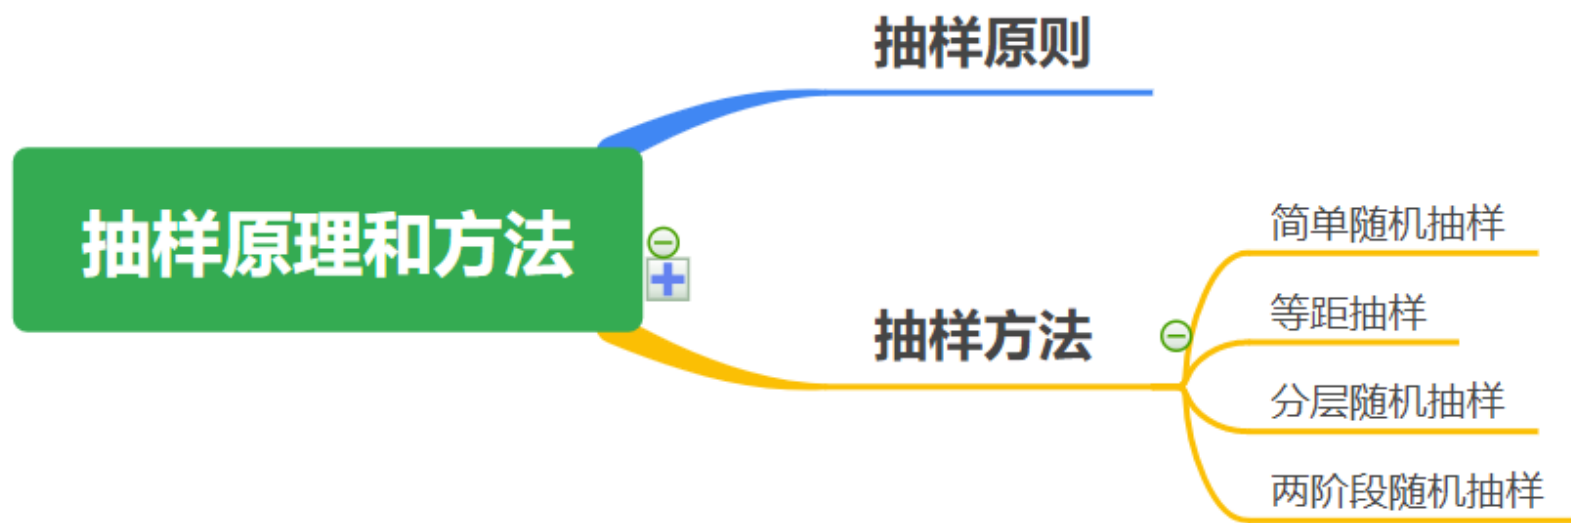 抽样原则
抽样原理和方法
简单随机抽样
等距抽样
抽样方法
分层随机抽样
两阶段随机抽样